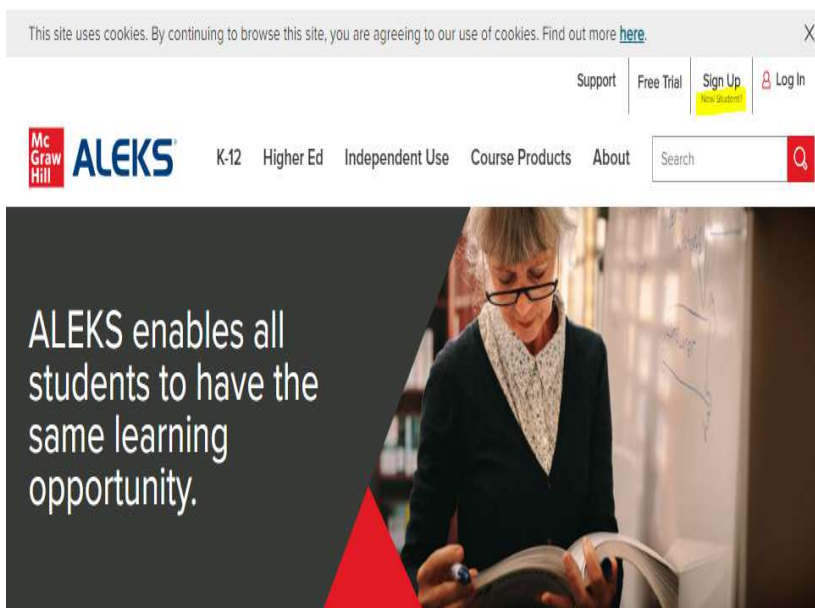 This site uses cookies. By continuing to browse this site, you are agreeing to our use of cookies. Find out more here. X
Support Free Trial Sign Up Log In
New Student?
Mc
Graw
Hill
ALEKS
K-12 Higher Ed Independent Use Course Products About Search
ALEKS enables all
students to have the
same learning
opportunity.